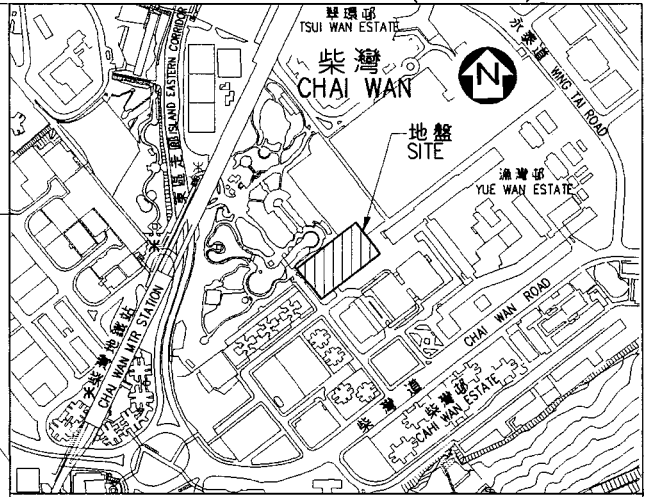 翠環邨
TSUI WAN ESTATE
柴灣
CHAI WAN
N
永泰道 WING TAI ROAD
東區走廊 ISLAND EASTERN CORRIDOR
地盤
SITE
漁灣邨
YUE WAN ESTATE
柴灣地鐵站
CHAI WAN MTR STATION
CHAI WAN ROAD
柴灣道
柴灣邨
CAHI WAN ESTATE